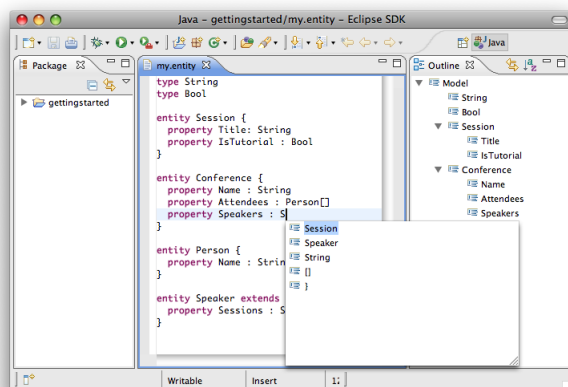 Java - gettingstarted/my.entity - Eclipse SDK
Java
Package
my.entity
Outline
gettingstarted
type String
type Bool
entity Session {
property Title: String
property IsTutorial : Bool
}
entity Conference {
property Name : String
property Attendees : Person[]
property Speakers : S
}
entity Person {
property Name : Strin
}
entity Speaker extends
property Sessions : S
}
Session
Speaker
String
[]
}
Model
String
Bool
Session
Title
IsTutorial
Conference
Name
Attendees
Speakers
Writable
Insert